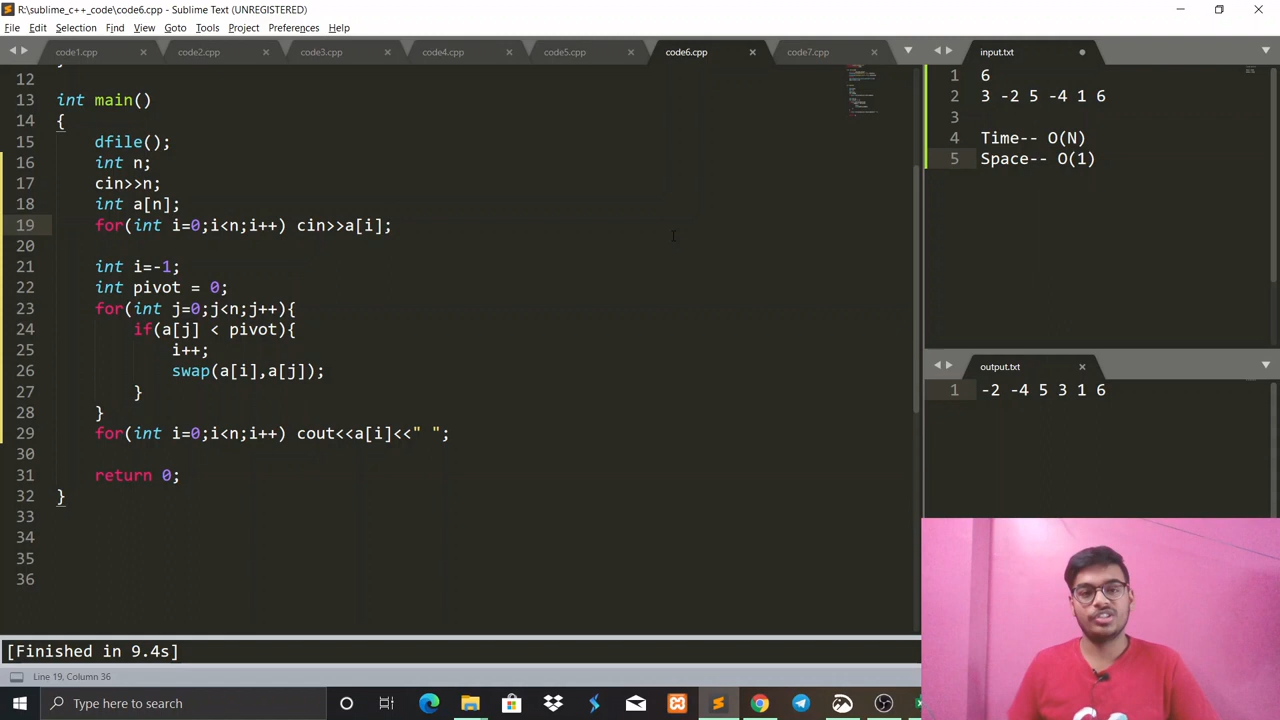 R:\sublime_c++_code\code6.cpp - Sublime Text (UNREGISTERED)
File Edit Selection Find View Goto Tools Project Preferences Help
code1.cpp code2.cpp code3.cpp code4.cpp code5.cpp code6.cpp code7.cpp
12
13 int main()
14 {
15 dfile();
16 int n;
17 cin>>n;
18 int a[n];
19 for(int i=0;i<n;i++) cin>>a[i];
20
21 int i=-1;
22 int pivot = 0;
23 for(int j=0;j<n;j++){
24 if(a[j] < pivot){
25 i++;
26 swap(a[i],a[j]);
27 }
28 }
29 for(int i=0;i<n;i++) cout<<a[i]<<" ";
30
31 return 0;
32 }
33
34
35
36
[Finished in 9.4s]
Line 19, Column 36
input.txt
1 6
2 3 -2 5 -4 1 6
3
4 Time-- O(N)
5 Space-- O(1)
output.txt
1 -2 -4 5 3 1 6
Type here to search